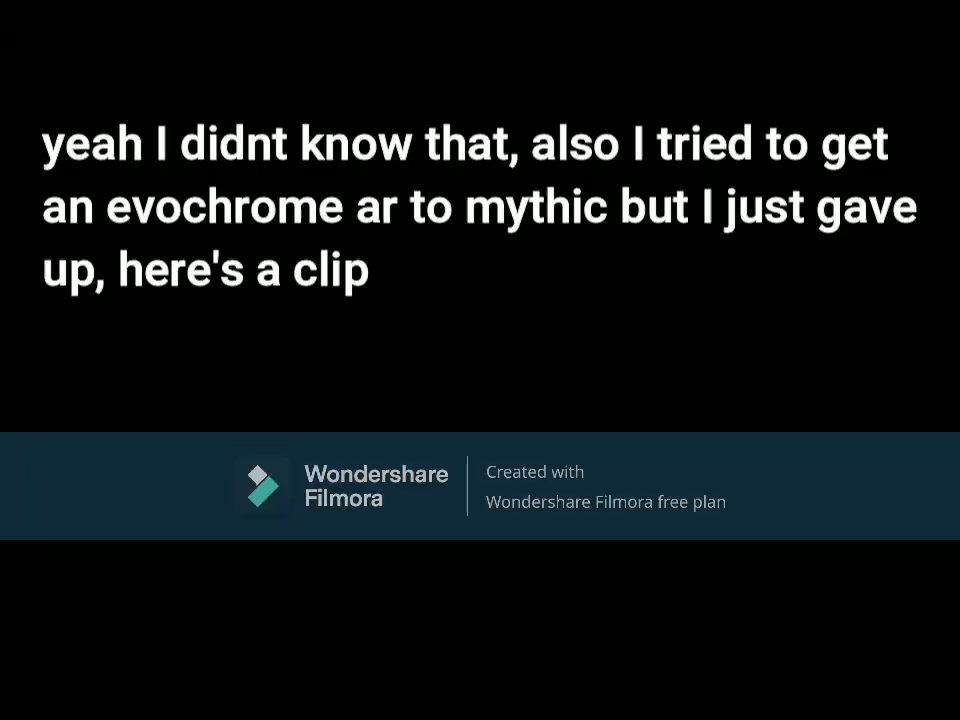 yeah I didnt know that, also I tried to get
an evochrome ar to mythic but I just gave
up, here's a clip
Wondershare
Filmora
Created with
Wondershare Filmora free plan